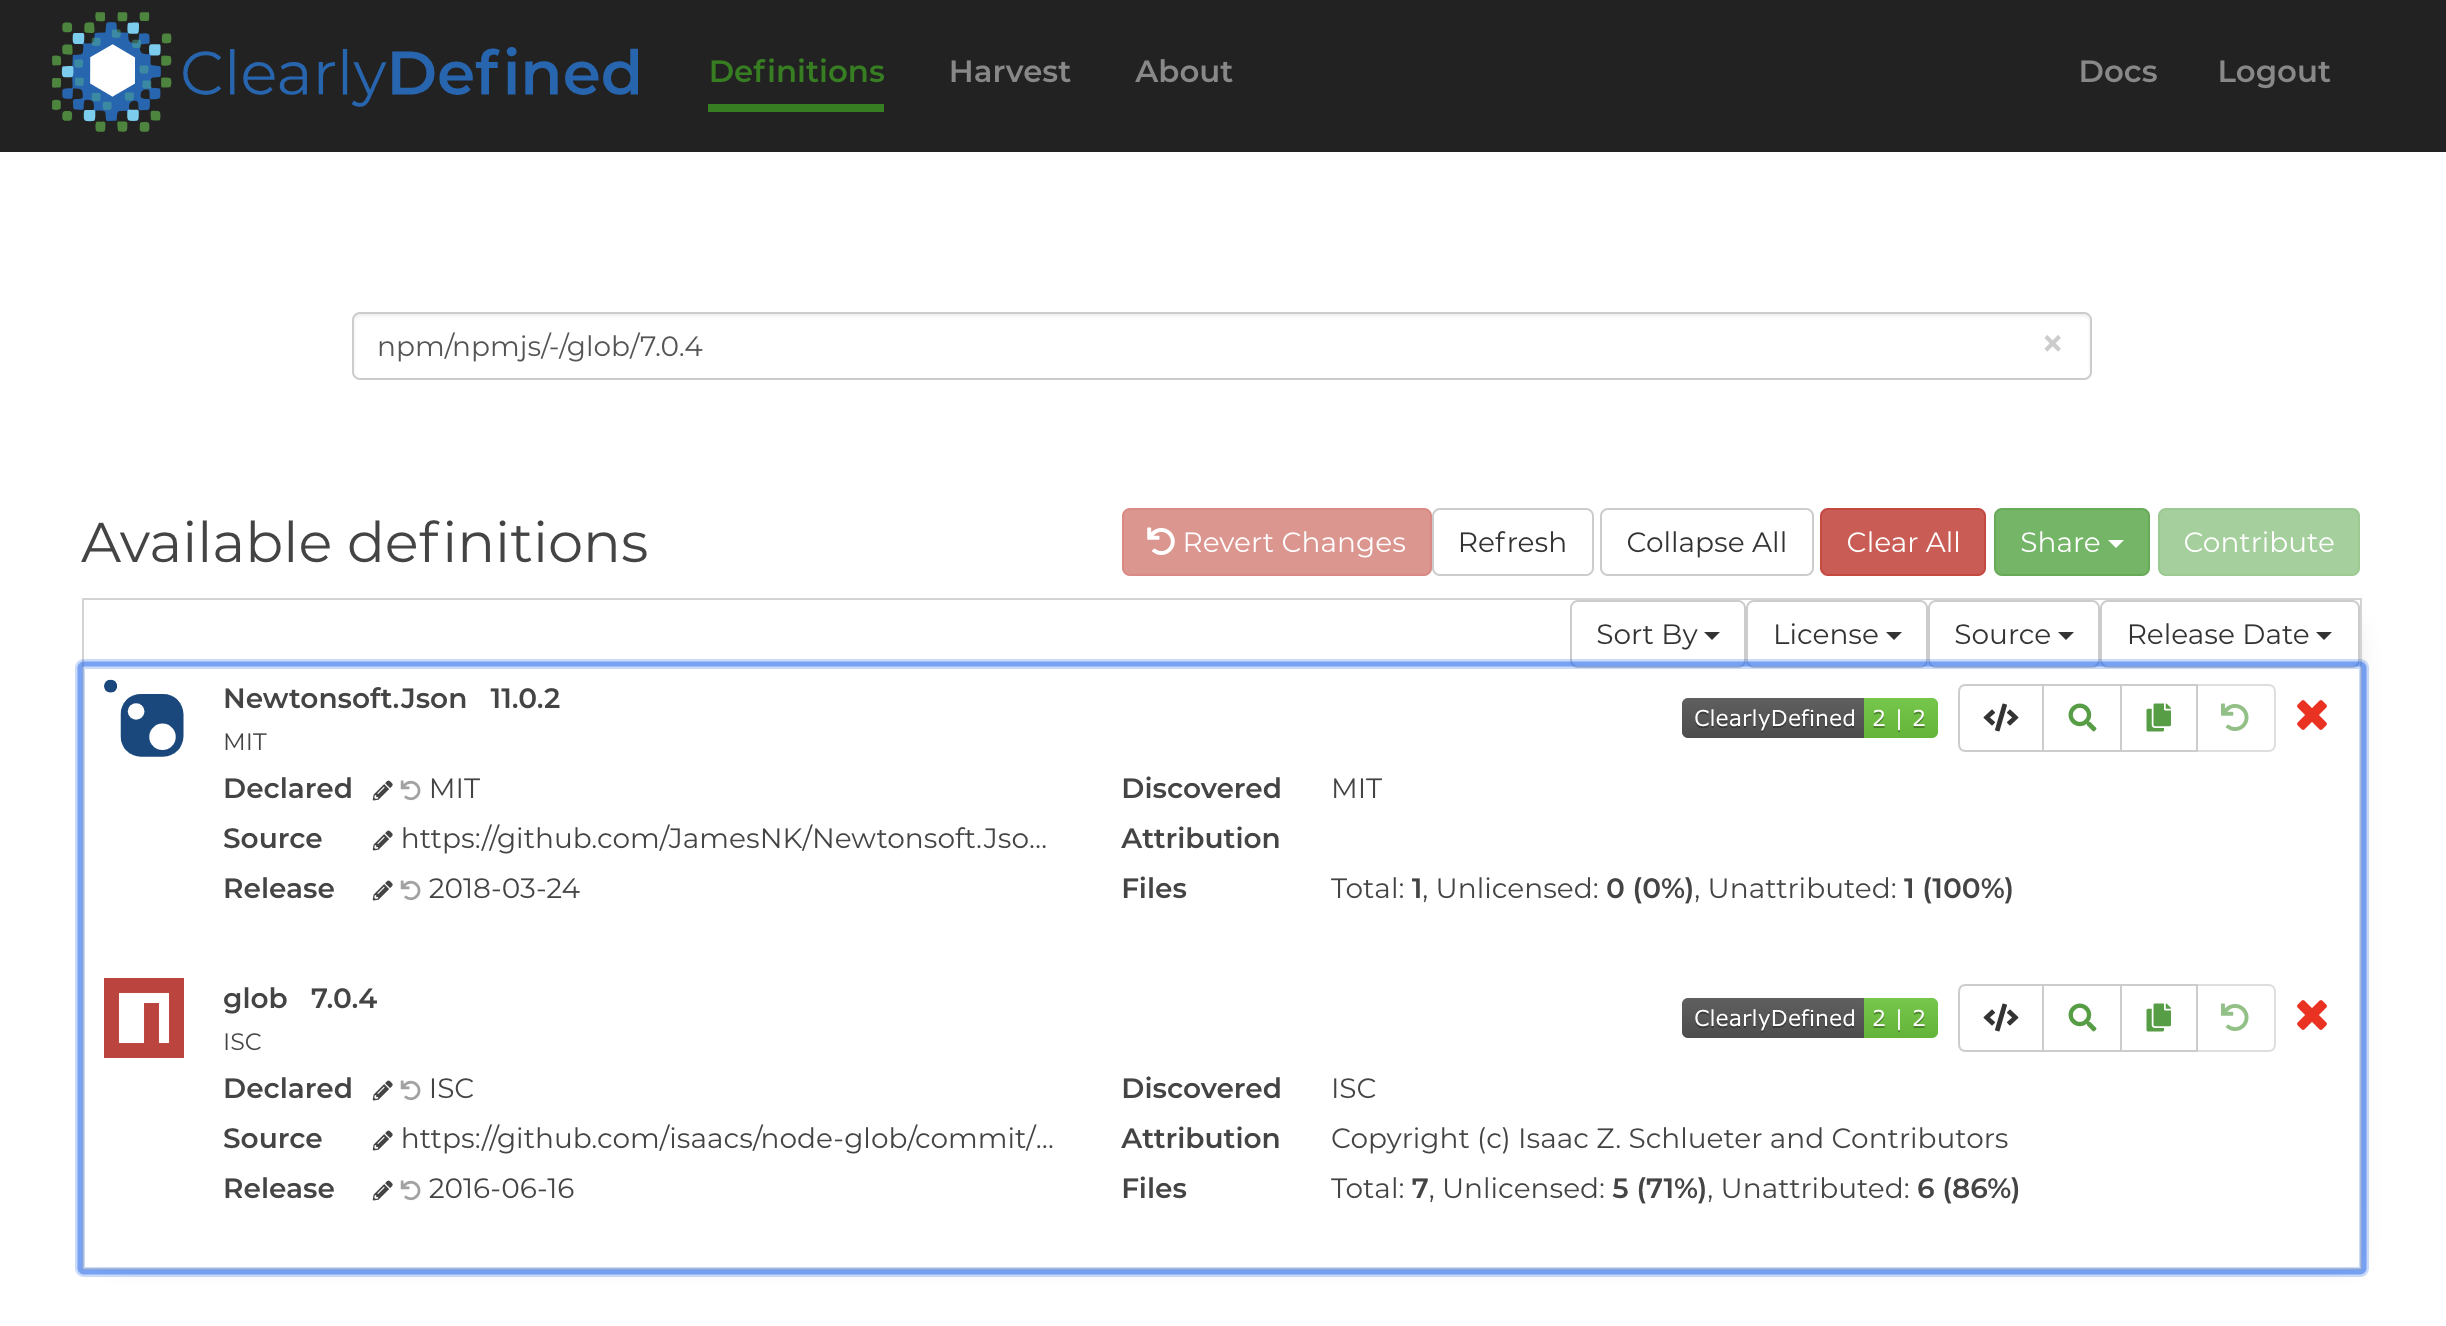 ClearlyDefined Definitions Harvest About Docs Logout
npm/npmjs/-/glob/7.0.4 ×
Available definitions Revert Changes Refresh Collapse All Clear All Share Contribute
Sort By License Source Release Date
Newtonsoft.Json 11.0.2 ClearlyDefined 2 | 2 </>
MIT
Declared MIT Discovered MIT
Source https://github.com/JamesNK/Newtonsoft.Jso... Attribution
Release 2018-03-24 Files Total: 1, Unlicensed: 0 (0%), Unattributed: 1 (100%)
glob 7.0.4 ClearlyDefined 2 | 2 </>
ISC
Declared ISC Discovered ISC
Source https://github.com/isaacs/node-glob/commit/... Attribution Copyright (c) Isaac Z. Schlueter and Contributors
Release 2016-06-16 Files Total: 7, Unlicensed: 5 (71%), Unattributed: 6 (86%)